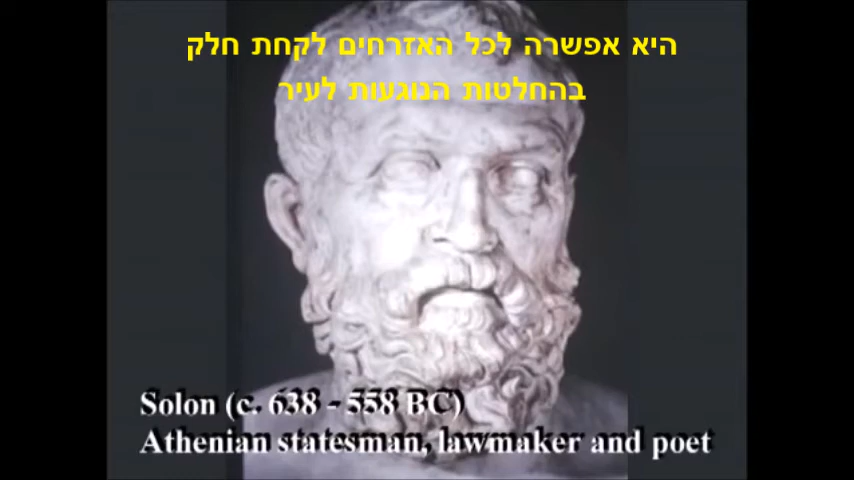 היא אפשרה לכל האזרחים לקחת חלק
בהחלטות הנוגעות לעיר
Solon (c. 638 - 558 BC)
Athenian statesman, lawmaker and poet